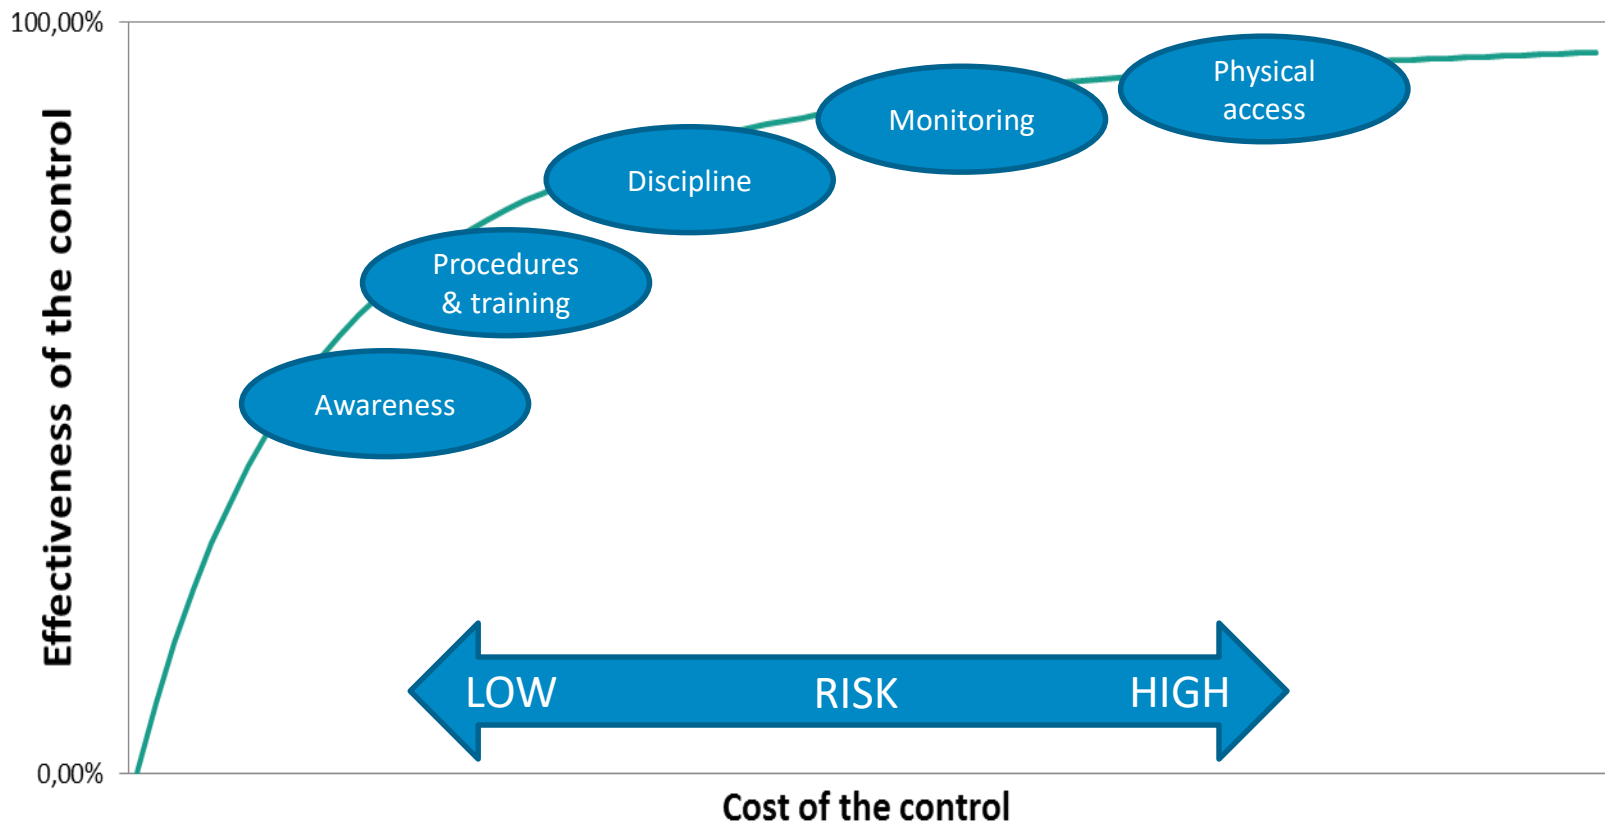 100,00%
Effectiveness of the control
Physical
access
Monitoring
Discipline
Procedures
& training
Awareness
LOW RISK HIGH
0,00%
Cost of the control